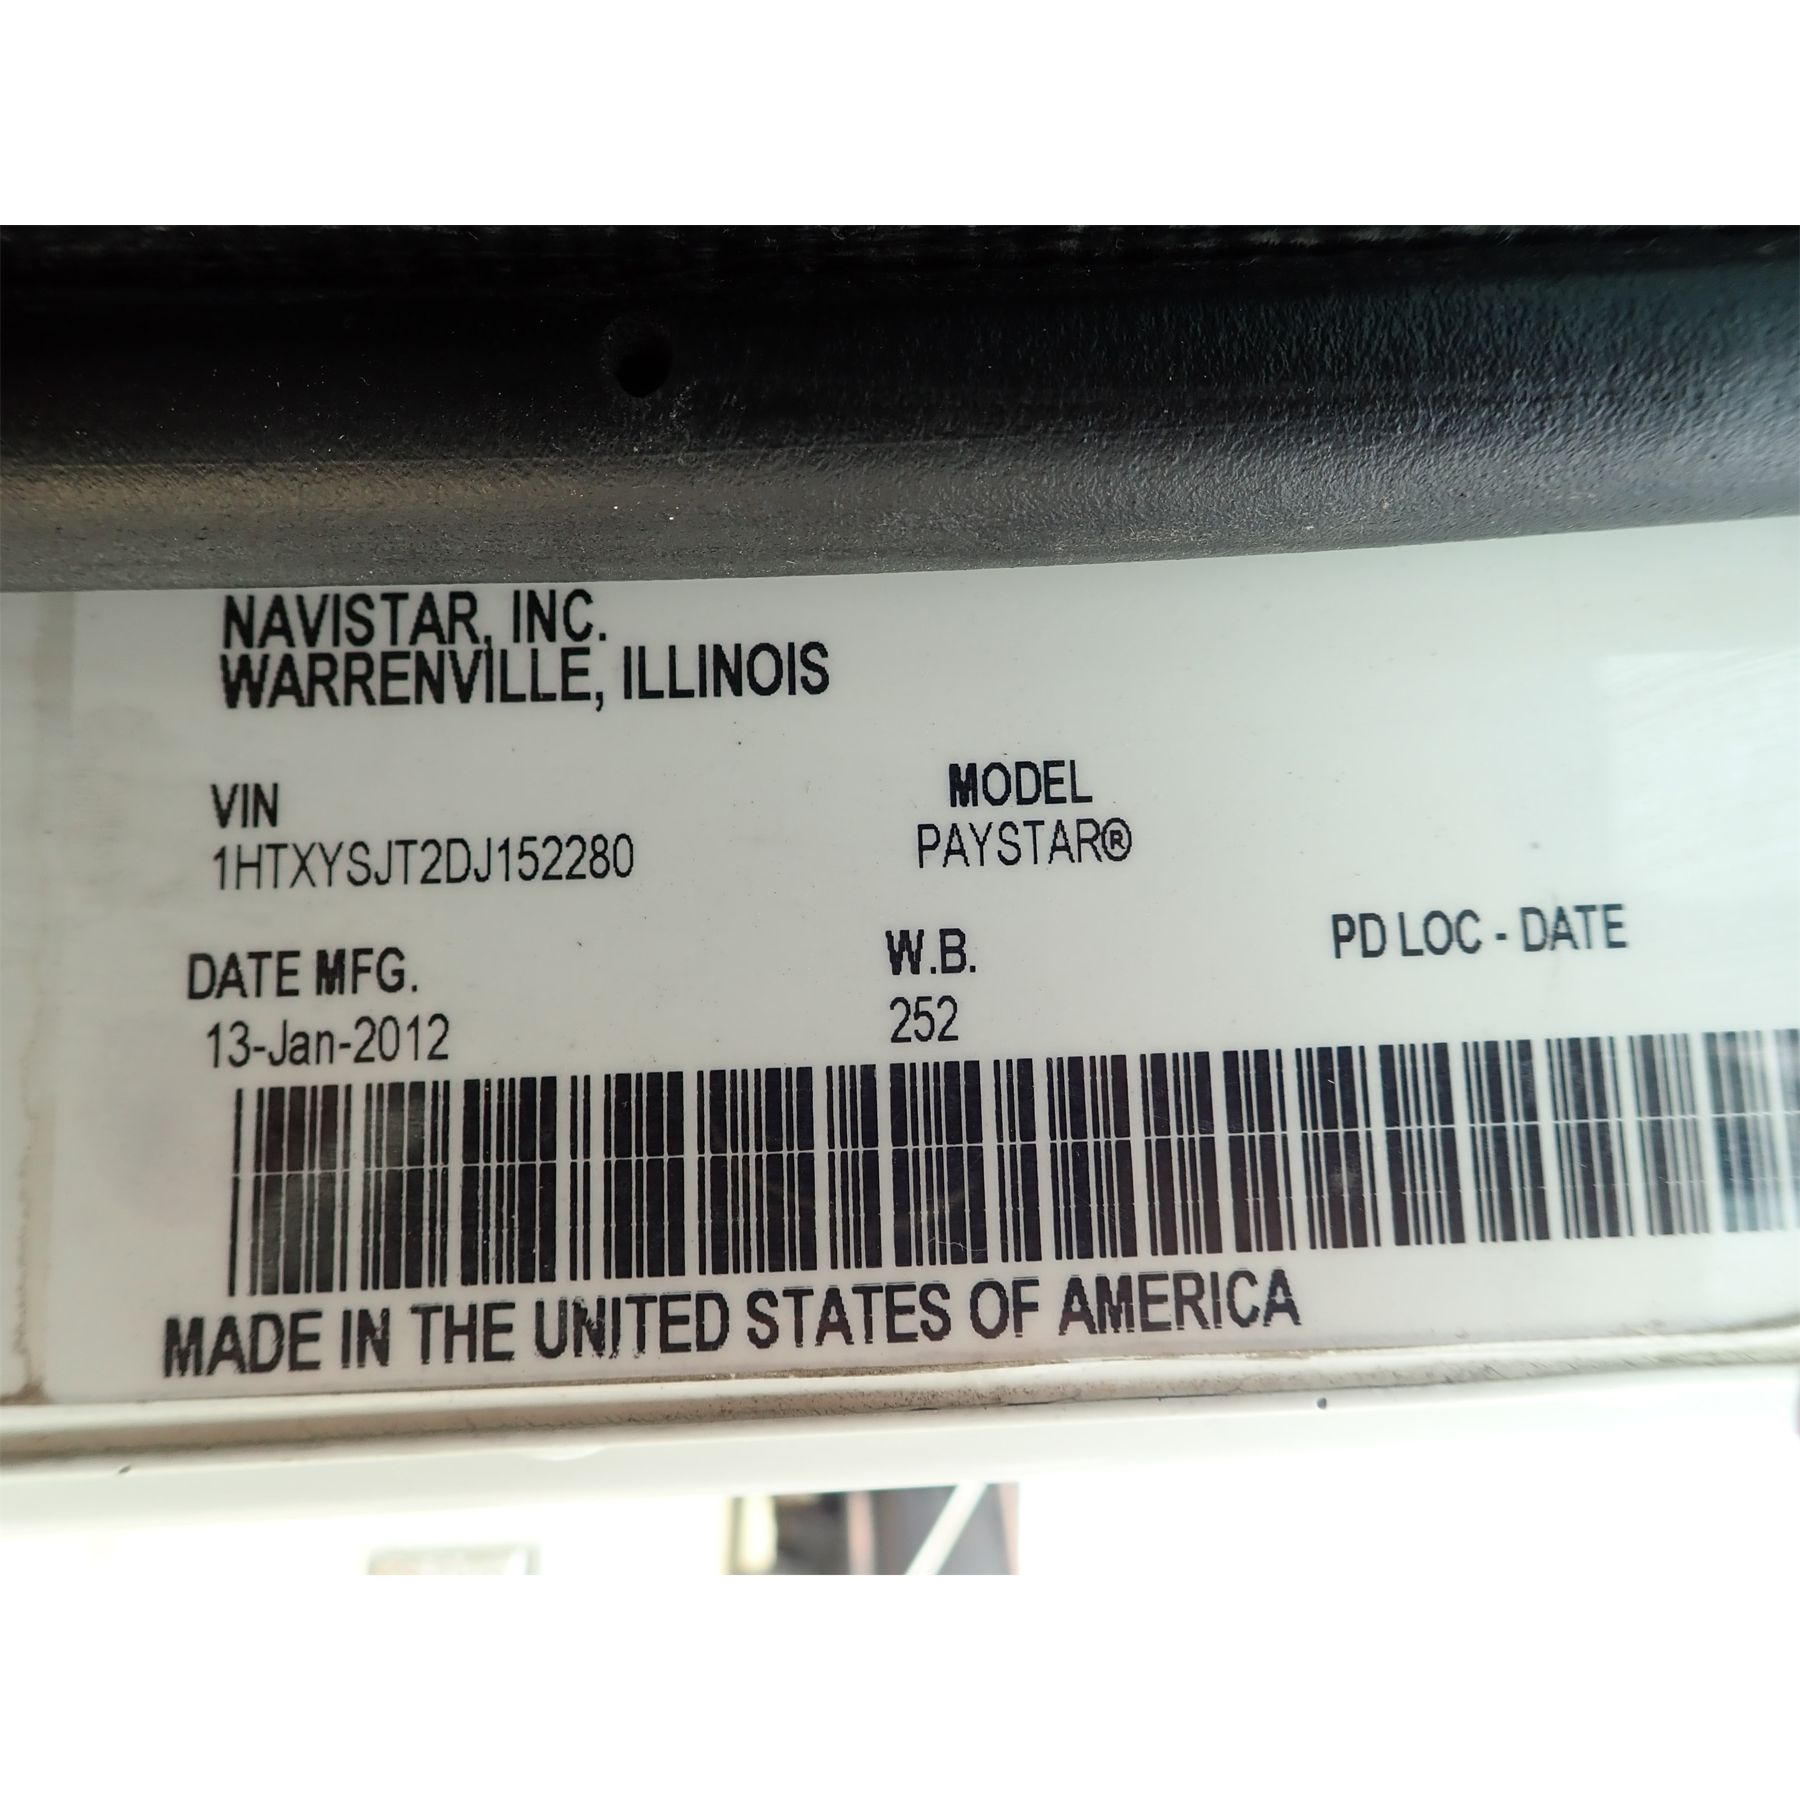 NAVISTAR, INC.
WARRENVILLE, ILLINOIS
VIN
MODEL
1HTXYSJT2DJ152280
PAYSTAR®
DATE MFG.
W.B.
PD LOC - DATE
13-Jan-2012
252
MADE IN THE UNITED STATES OF AMERICA